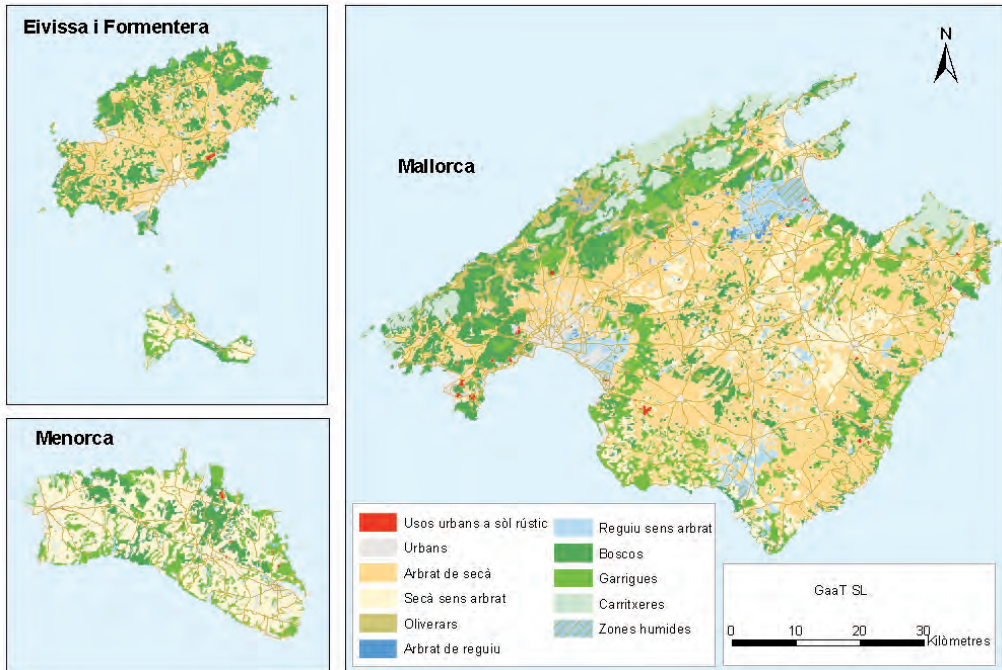 Eivissa i Formentera
Mallorca
N
Menorca
Usos urbans a sòl rústic
Urbans
Arbrat de secà
Secà sens arbrat
Oliverars
Arbrat de reguiu
Reguiu sens arbrat
Boscos
Garrigues
Carritxeres
Zones humides
GaaT SL
0 10 20 30
Kilòmetres